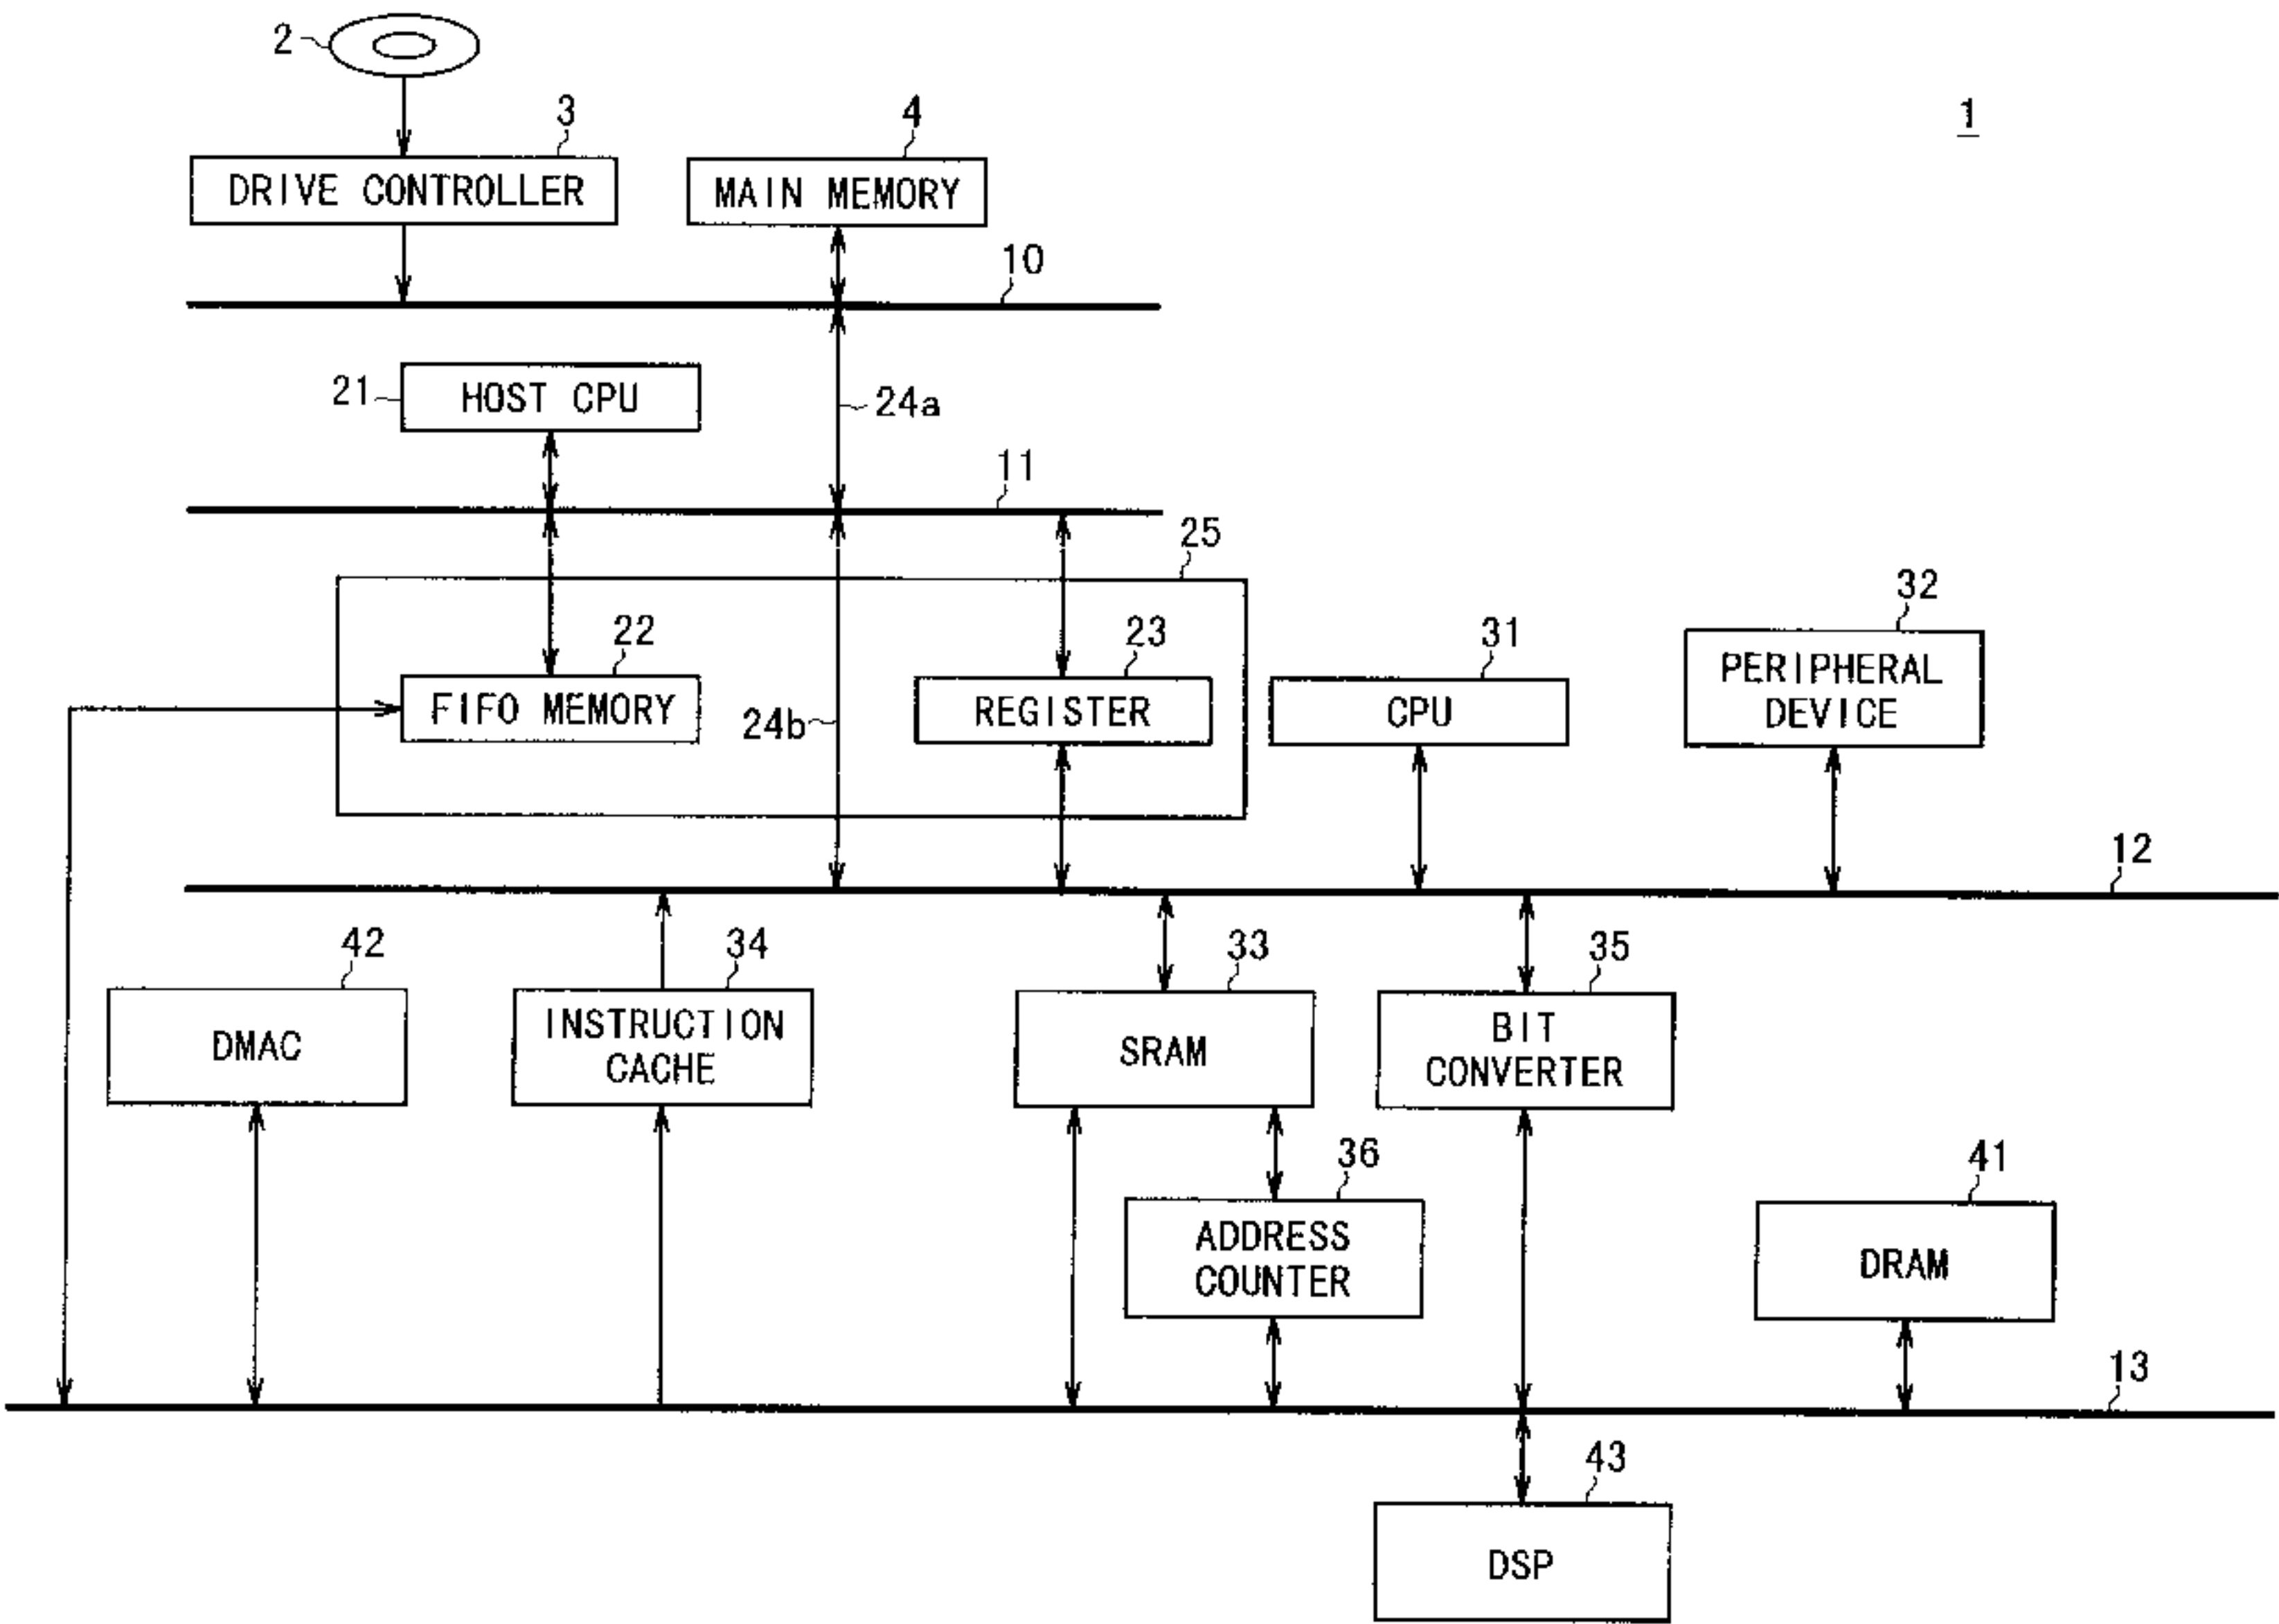 2
3
4
1
DRIVE CONTROLLER
MAIN MEMORY
10
21
HOST CPU
24a
11
25
22
23
31
32
FIFO MEMORY
24b
REGISTER
CPU
PERIPHERAL
DEVICE
12
42
34
33
35
DMAC
INSTRUCTION
CACHE
SRAM
BIT
CONVERTER
36
41
ADDRESS
COUNTER
DRAM
13
43
DSP